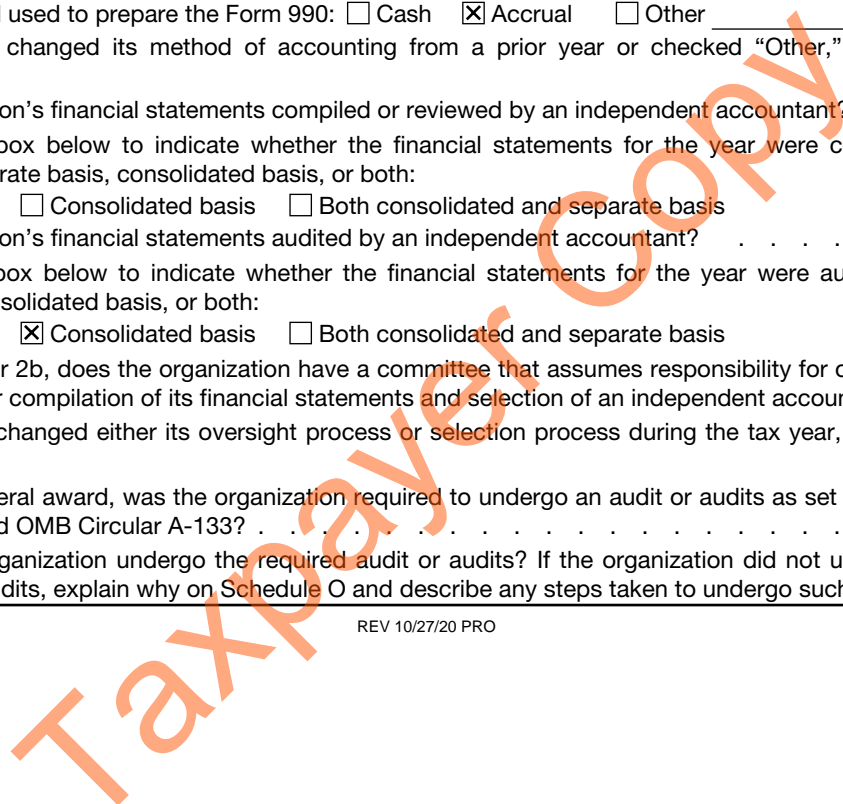 used to prepare the Form 990: ☐ Cash ☒ Accrual ☐ Other
changed its method of accounting from a prior year or checked “Other,”
on’s financial statements compiled or reviewed by an independent accountant?
box below to indicate whether the financial statements for the year were c
rate basis, consolidated basis, or both:
☐ Consolidated basis ☐ Both consolidated and separate basis
on’s financial statements audited by an independent accountant? . . . .
box below to indicate whether the financial statements for the year were au
solidated basis, or both:
☒ Consolidated basis ☐ Both consolidated and separate basis
r 2b, does the organization have a committee that assumes responsibility for o
r compilation of its financial statements and selection of an independent accoun
changed either its oversight process or selection process during the tax year,
eral award, was the organization required to undergo an audit or audits as set
d OMB Circular A-133? . . . . . . . . . . . . . . . . . . . .
ganization undergo the required audit or audits? If the organization did not u
dits, explain why on Schedule O and describe any steps taken to undergo such
REV 10/27/20 PRO
Taxpayer Copy